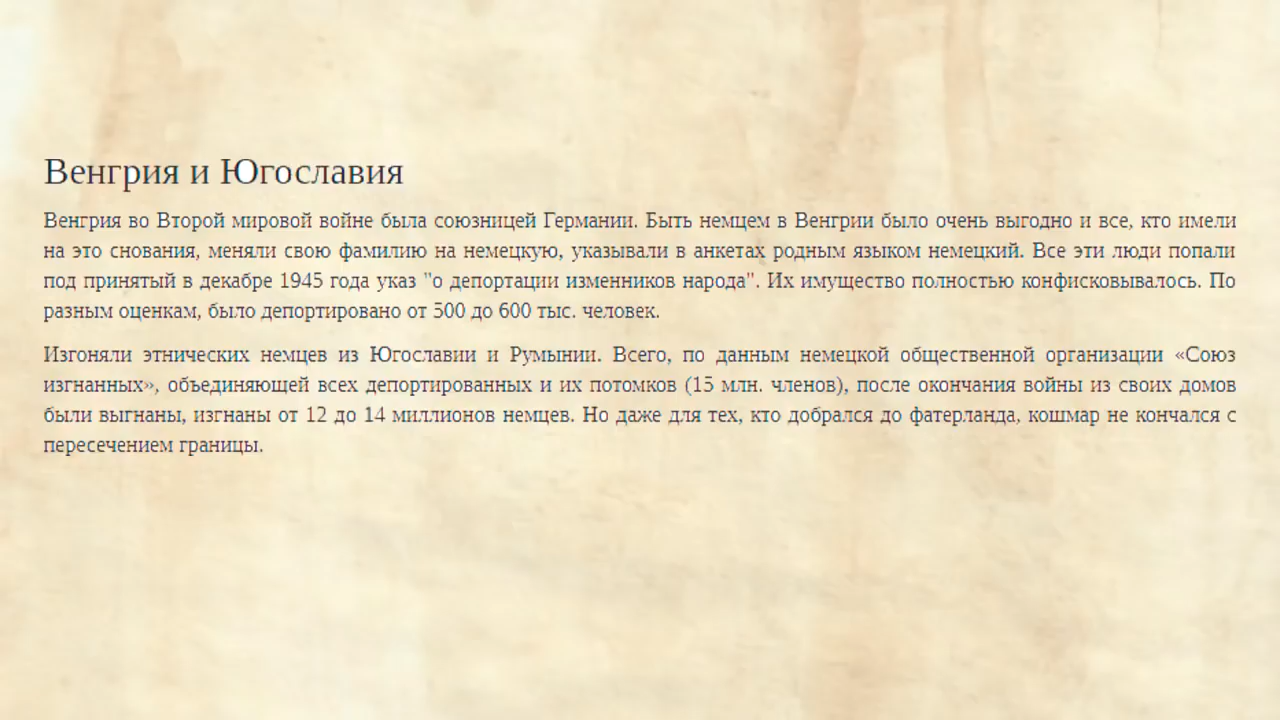 Венгрия и Югославия
Венгрия во Второй мировой войне была союзницей Германии. Быть немцем в Венгрии было очень выгодно и все, кто имели
на это снования, меняли свою фамилию на немецкую, указывали в анкетах родным языком немецкий. Все эти люди попали
под принятый в декабре 1945 года указ "о депортации изменников народа". Их имущество полностью конфисковывалось. По
разным оценкам, было депортировано от 500 до 600 тыс. человек.
Изгоняли этнических немцев из Югославии и Румынии. Всего, по данным немецкой общественной организации «Союз
изгнанных», объединяющей всех депортированных и их потомков (15 млн. членов), после окончания войны из своих домов
были выгнаны, изгнаны от 12 до 14 миллионов немцев. Но даже для тех, кто добрался до фатерланда, кошмар не кончался с
пересечением границы.